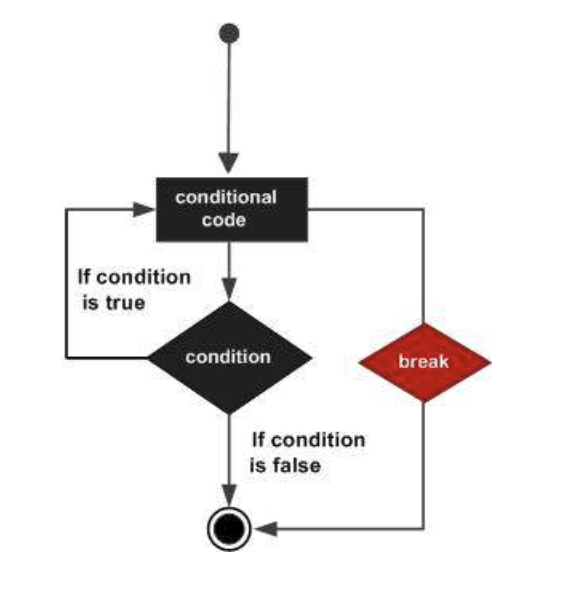 conditional
code
If condition
is true
condition
break
If condition
is false